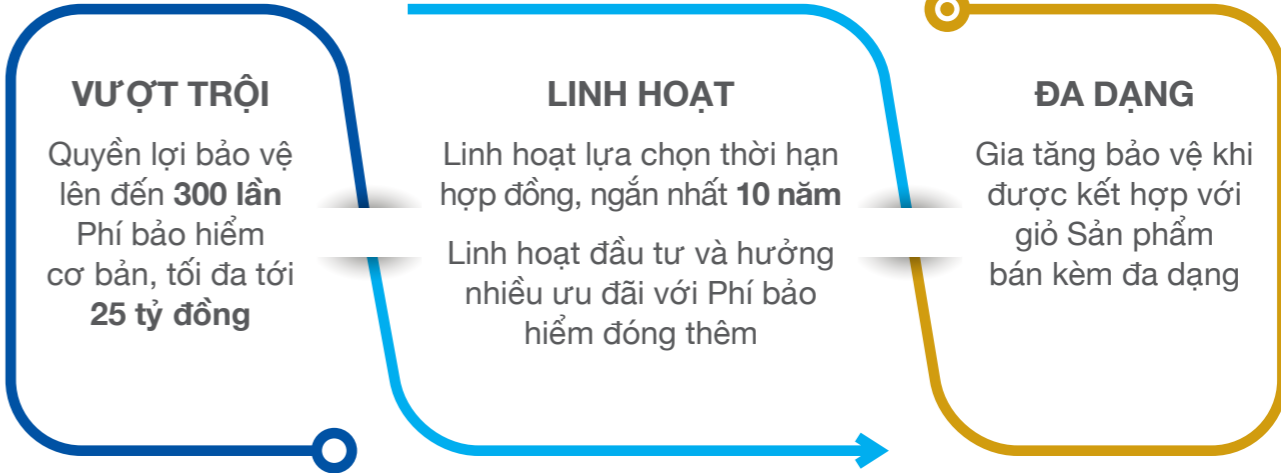 VƯỢT TRỘI
Quyền lợi bảo vệ
lên đến 300 lần
Phí bảo hiểm
cơ bản, tối đa tới
25 tỷ đồng
LINH HOẠT
Linh hoạt lựa chọn thời hạn
hợp đồng, ngắn nhất 10 năm
Linh hoạt đầu tư và hưởng
nhiều ưu đãi với Phí bảo
hiểm đóng thêm
ĐA DẠNG
Gia tăng bảo vệ khi
được kết hợp với
giỏ Sản phẩm
bán kèm đa dạng